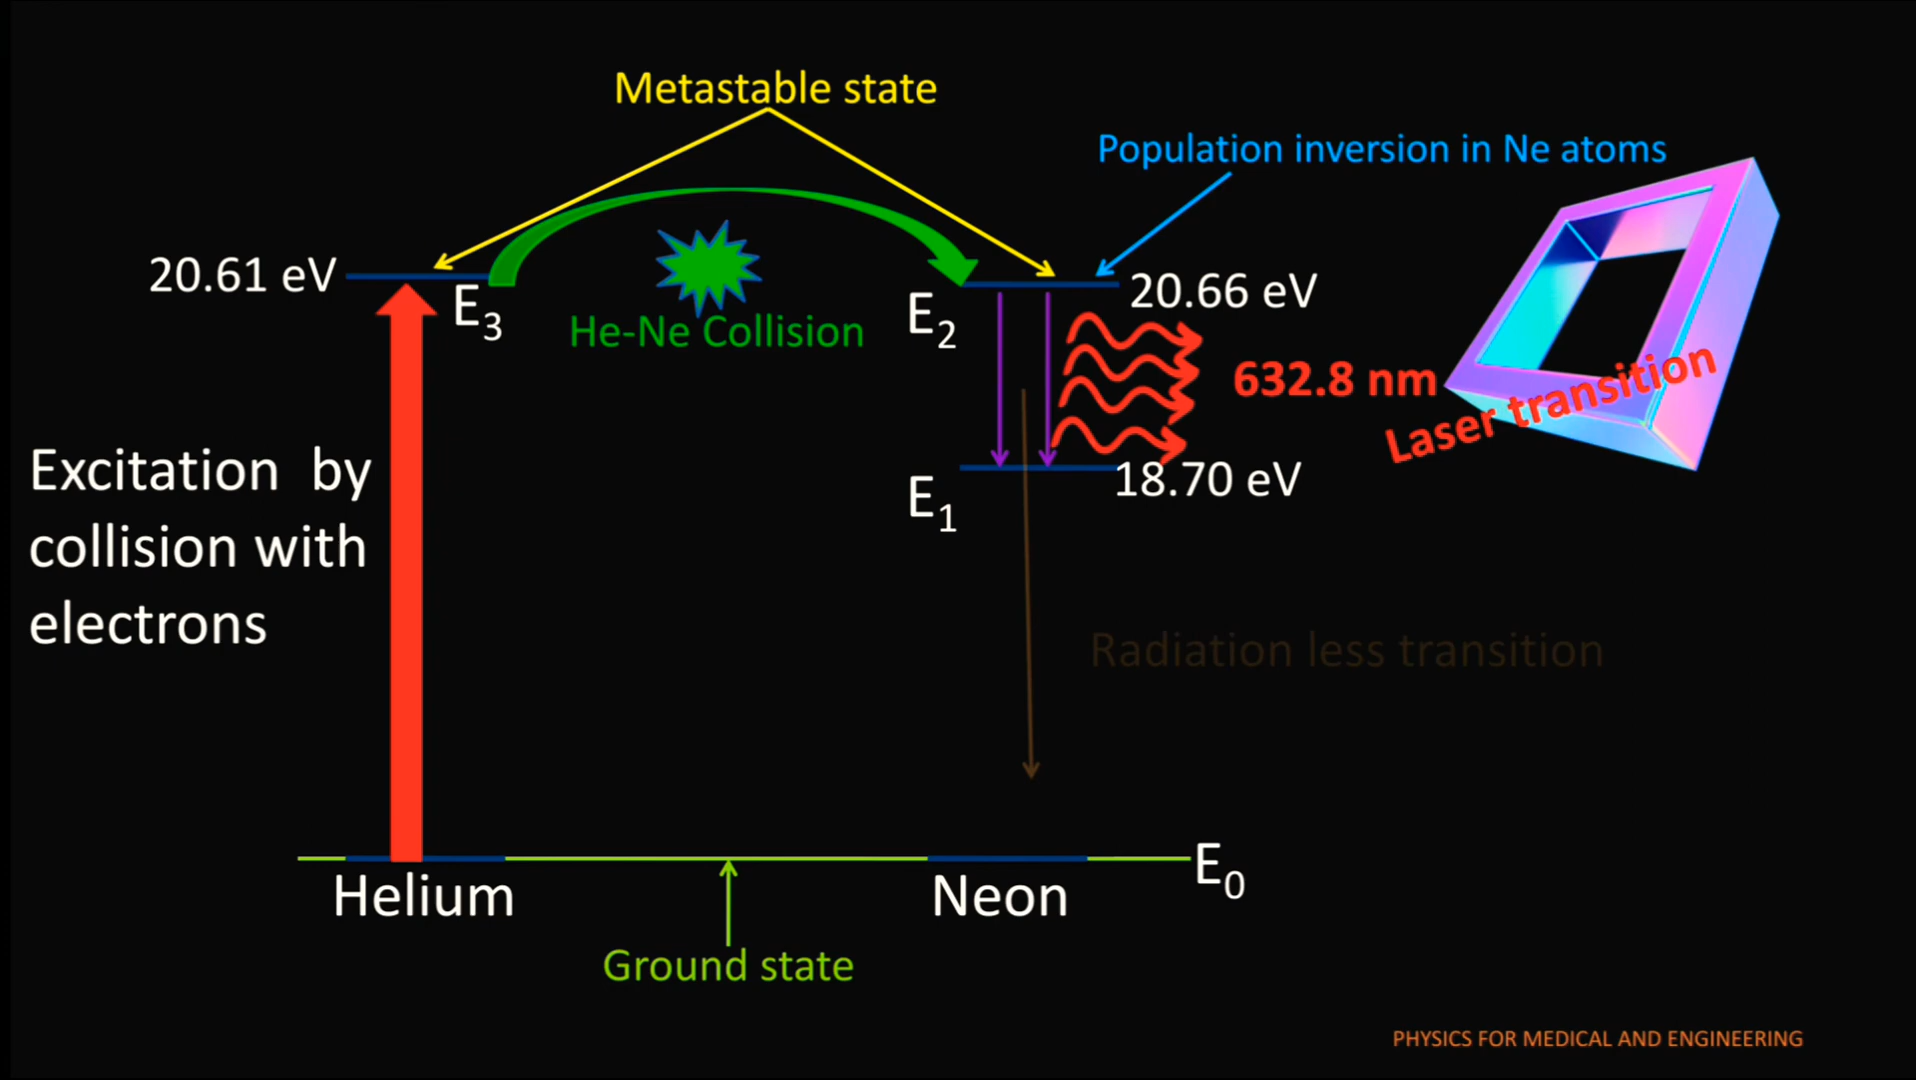 Metastable state
Population inversion in Ne atoms
20.61 eV
E3
He-Ne Collision
E2
20.66 eV
632.8 nm
Laser transition
E1
18.70 eV
Excitation by
collision with
electrons
Radiation less transition
E0
Helium
Neon
Ground state
PHYSICS FOR MEDICAL AND ENGINEERING